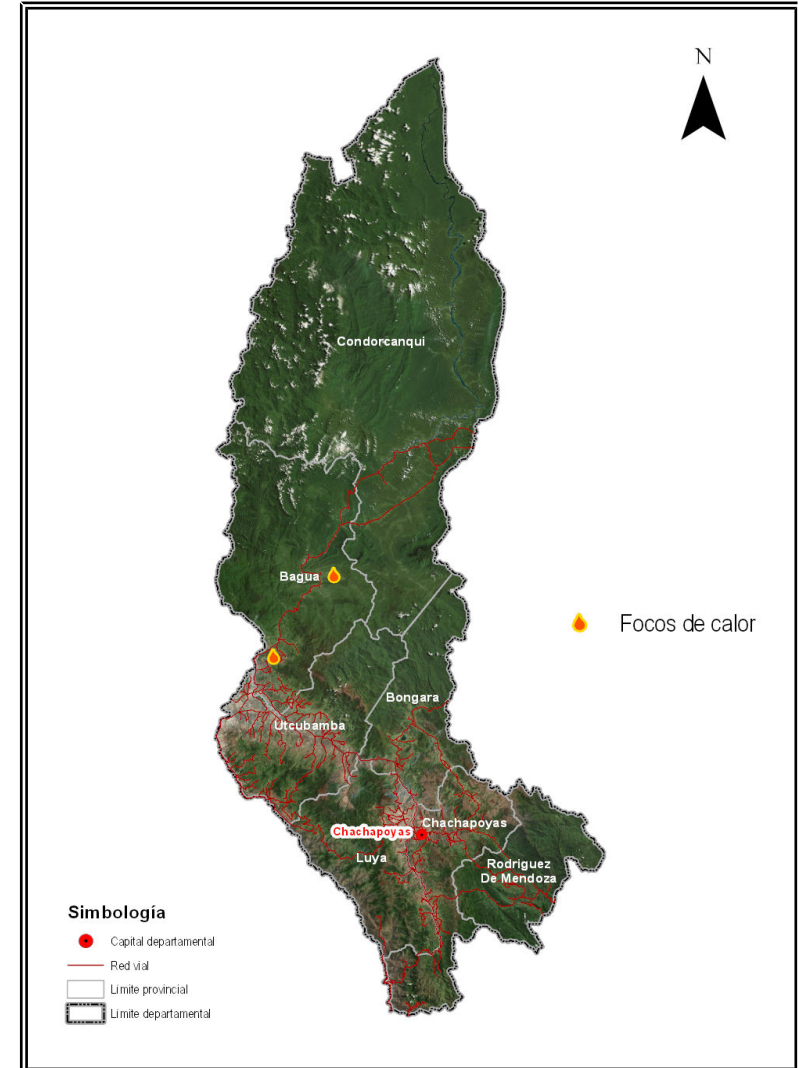 N
Condorcanqui
Bagua
Focos de calor
Bongara
Utcubamba
Chachapoyas
Chachapoyas
Luya
Rodriguez
De Mendoza
Simbología
Capital departamental
Red vial
Limite provincial
Limite departamental